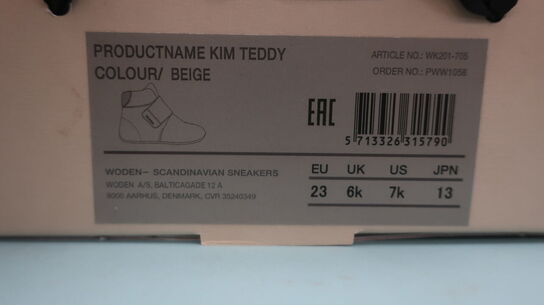 PRODUCTNAME KIM TEDDY
COLOUR/ BEIGE
ARTICLE NO.: WK201-705
ORDER NO.: PWW1058
EAC
5 713326 315790
WODEN- SCANDINAVIAN SNEAKERS
WODEN A/S, BALTICAGADE 12 A
8000 AARHUS, DENMARK, CVR 35240349
EU UK US JPN
23 6k 7k 13